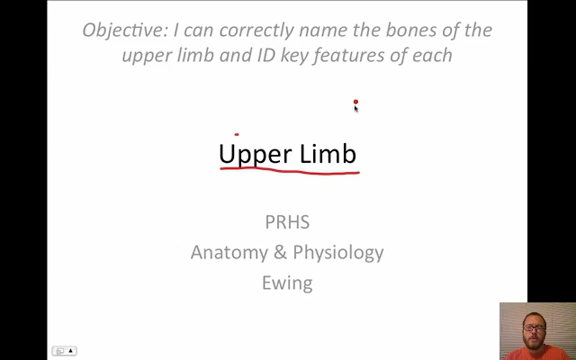 Objective: I can correctly name the bones of the
upper limb and ID key features of each
Upper Limb
PRHS
Anatomy & Physiology
Ewing